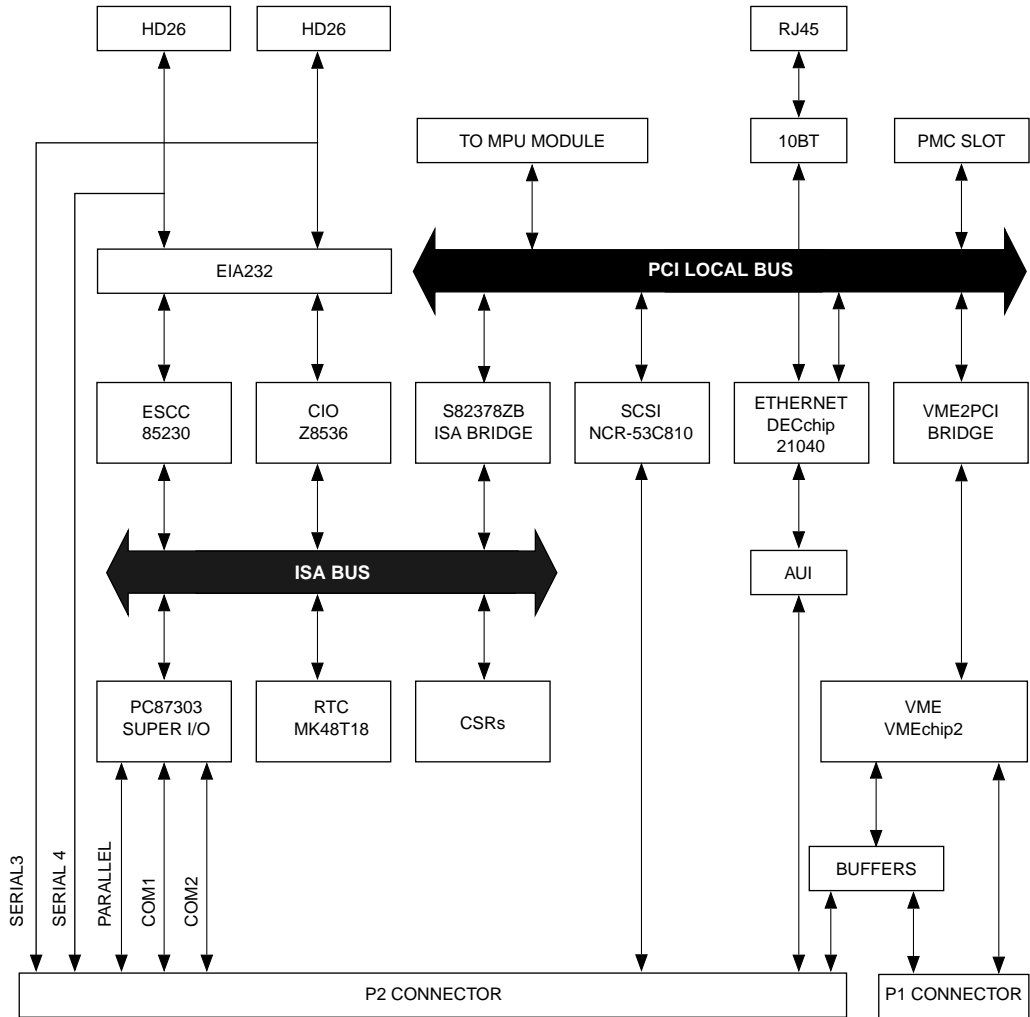 HD26
HD26
RJ45
TO MPU MODULE
10BT
PMC SLOT
EIA232
PCI LOCAL BUS
ESCC
85230
CIO
Z8536
S82378ZB
ISA BRIDGE
SCSI
NCR-53C810
ETHERNET
DECchip
21040
VME2PCI
BRIDGE
ISA BUS
AUI
PC87303
SUPER I/O
RTC
MK48T18
CSRs
VME
VMEchip2
SERIAL3
SERIAL 4
PARALLEL
COM1
COM2
BUFFERS
P2 CONNECTOR
P1 CONNECTOR